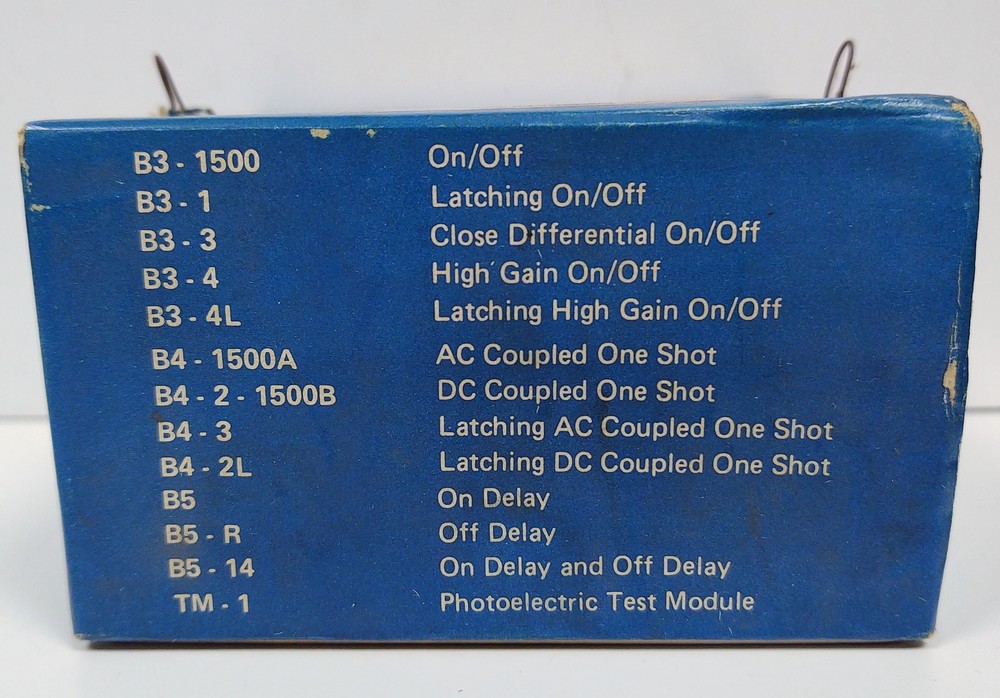 B3 - 1500 On/Off
B3 - 1 Latching On/Off
B3 - 3 Close Differential On/Off
B3 - 4 High Gain On/Off
B3 - 4L Latching High Gain On/Off
B4 - 1500A AC Coupled One Shot
B4 - 2 - 1500B DC Coupled One Shot
B4 - 3 Latching AC Coupled One Shot
B4 - 2L Latching DC Coupled One Shot
B5 On Delay
B5 - R Off Delay
B5 - 14 On Delay and Off Delay
TM - 1 Photoelectric Test Module